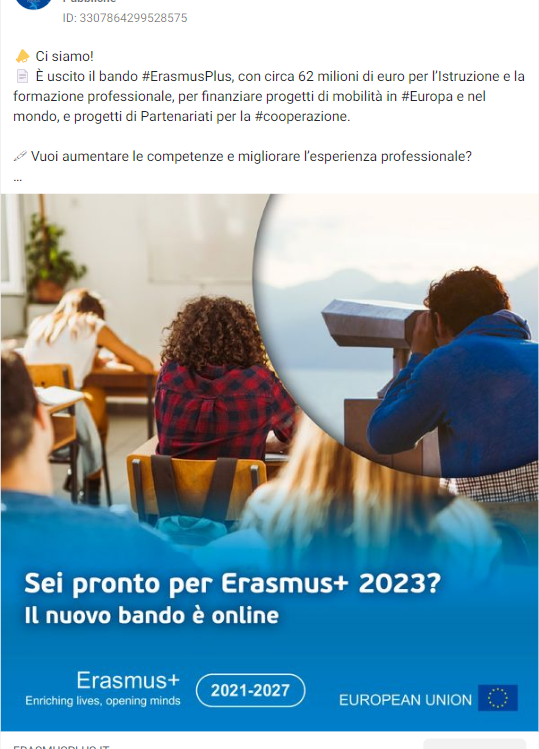 ID: 3307864299528575
Ci siamo!
È uscito il bando #ErasmusPlus, con circa 62 milioni di euro per l'Istruzione e la
formazione professionale, per finanziare progetti di mobilità in #Europa e nel
mondo, e progetti di Partenariati per la #cooperazione.
Vuoi aumentare le competenze e migliorare l'esperienza professionale?
...
Sei pronto per Erasmus+ 2023?
Il nuovo bando è online
Erasmus+
Enriching lives, opening minds
2021-2027
EUROPEAN UNION
ERASMUSPLUS.IT